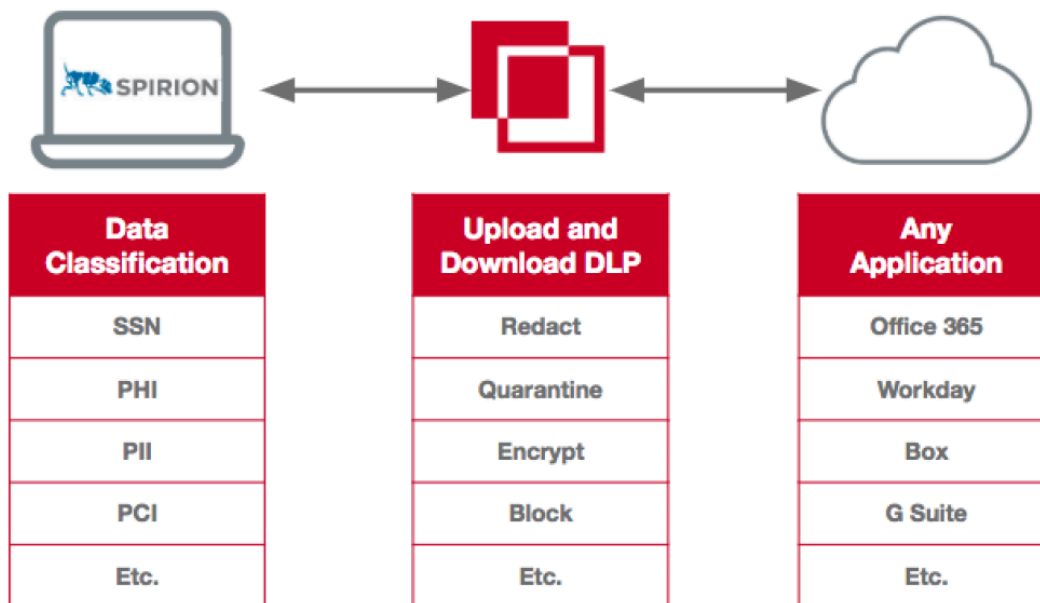 SPIRION
Data
Classification
SSN
PHI
PII
PCI
Etc.
Upload and
Download DLP
Redact
Quarantine
Encrypt
Block
Etc.
Any
Application
Office 365
Workday
Box
G Suite
Etc.